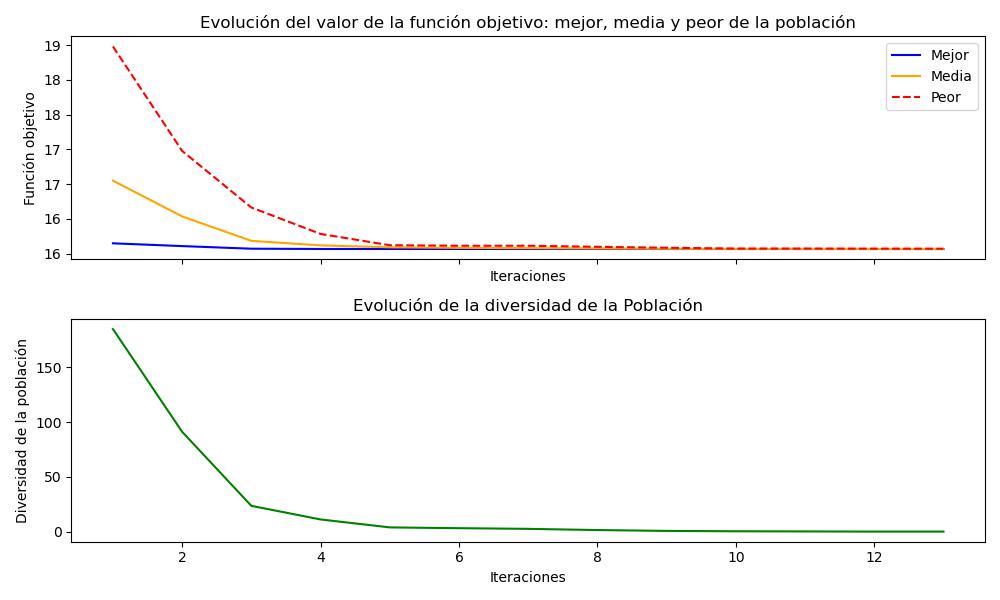 Evolución del valor de la función objetivo: mejor, media y peor de la población
19
18
18
17
17
16
16
Función objetivo
Mejor
Media
Peor
Iteraciones
Evolución de la diversidad de la Población
150
100
50
0
Diversidad de la población
2 4 6 8 10 12
Iteraciones